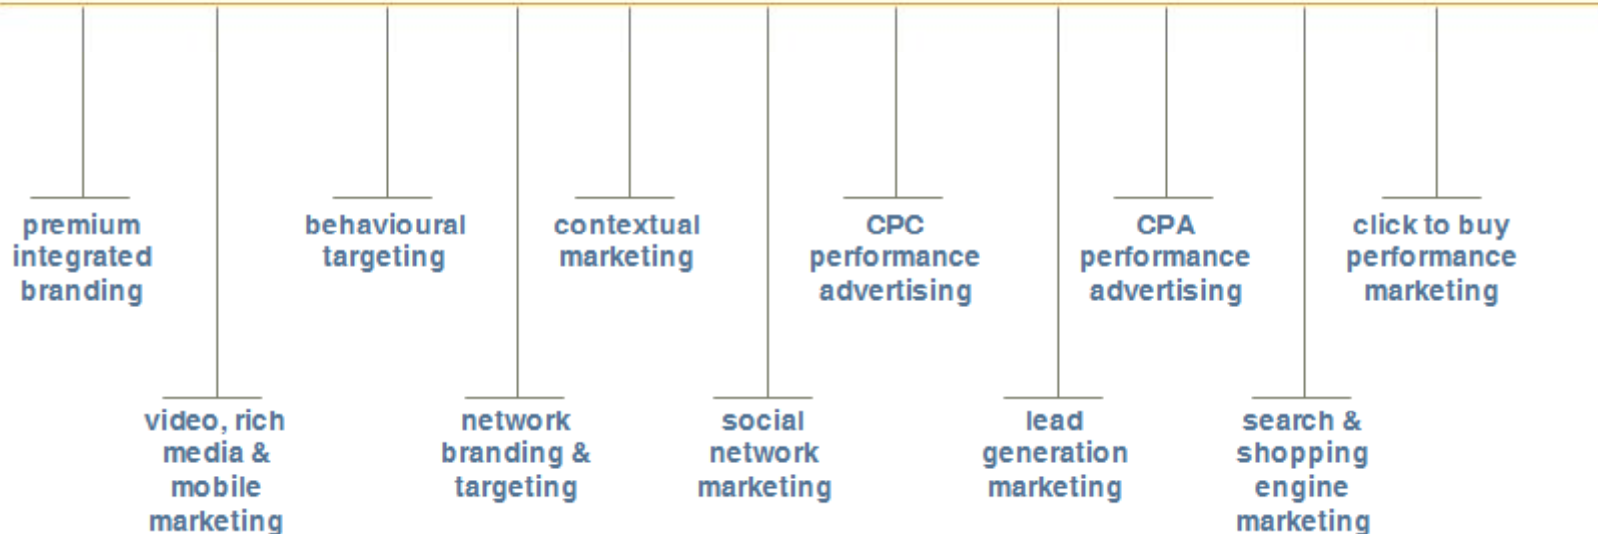 premium
integrated
branding
behavioural
targeting
contextual
marketing
CPC
performance
advertising
CPA
performance
advertising
click to buy
performance
marketing
video, rich
media &
mobile
marketing
network
branding &
targeting
social
network
marketing
lead
generation
marketing
search &
shopping
engine
marketing